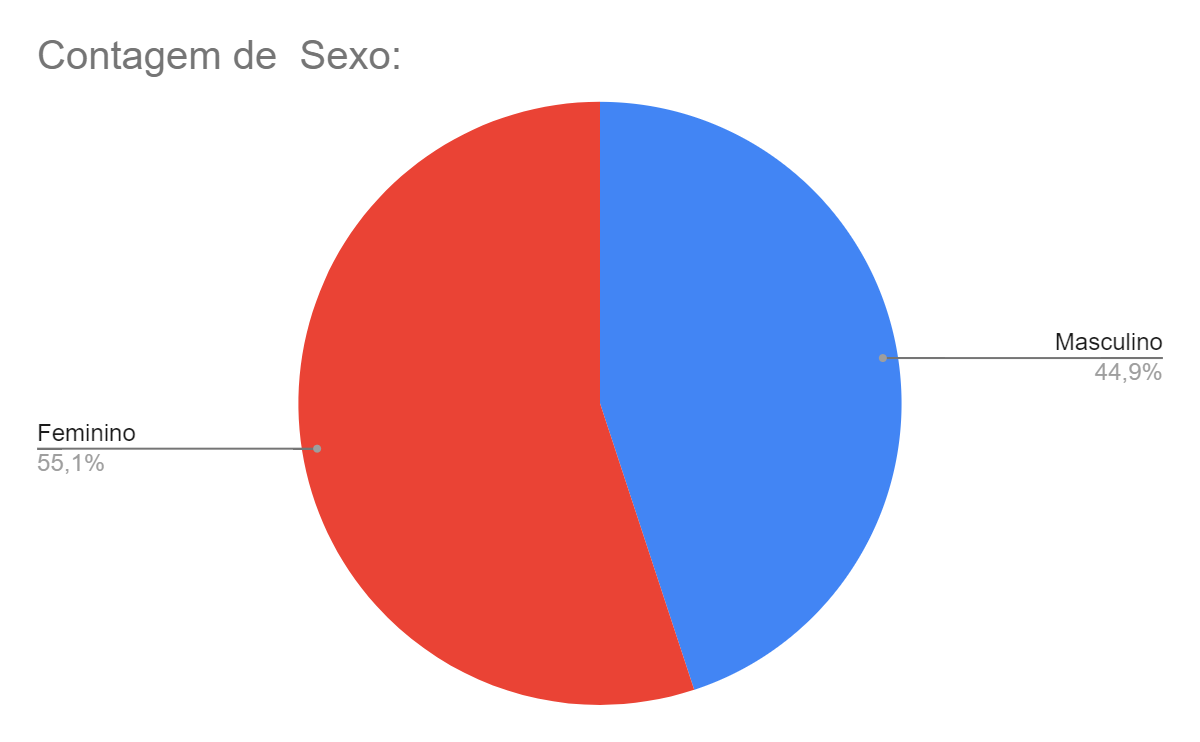 Contagem de  Sexo:
Masculino
44,9%
Feminino
55,1%